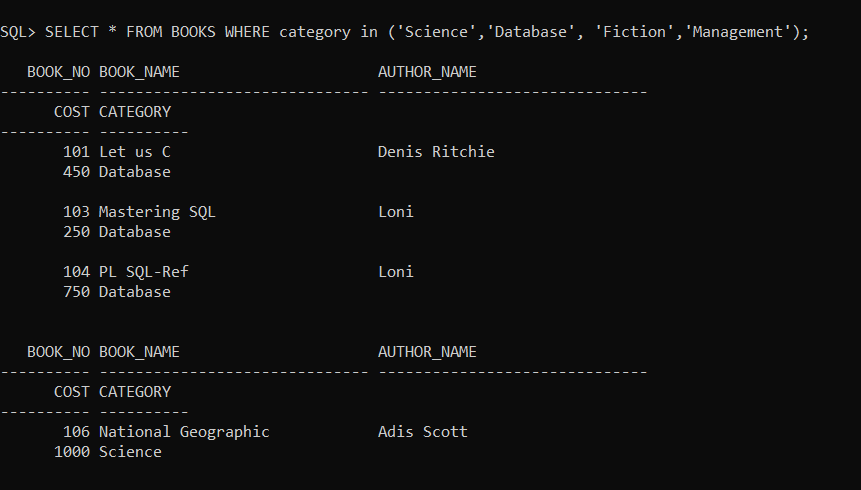 SQL> SELECT * FROM BOOKS WHERE category in ('Science','Database', 'Fiction','Management');
BOOK_NO BOOK_NAME AUTHOR_NAME
---------- ------------------------------ ------------------------------
COST CATEGORY
---------- ----------
101 Let us C Denis Ritchie
450 Database
103 Mastering SQL Loni
250 Database
104 PL SQL-Ref Loni
750 Database
BOOK_NO BOOK_NAME AUTHOR_NAME
---------- ------------------------------ ------------------------------
COST CATEGORY
---------- ----------
106 National Geographic Adis Scott
1000 Science